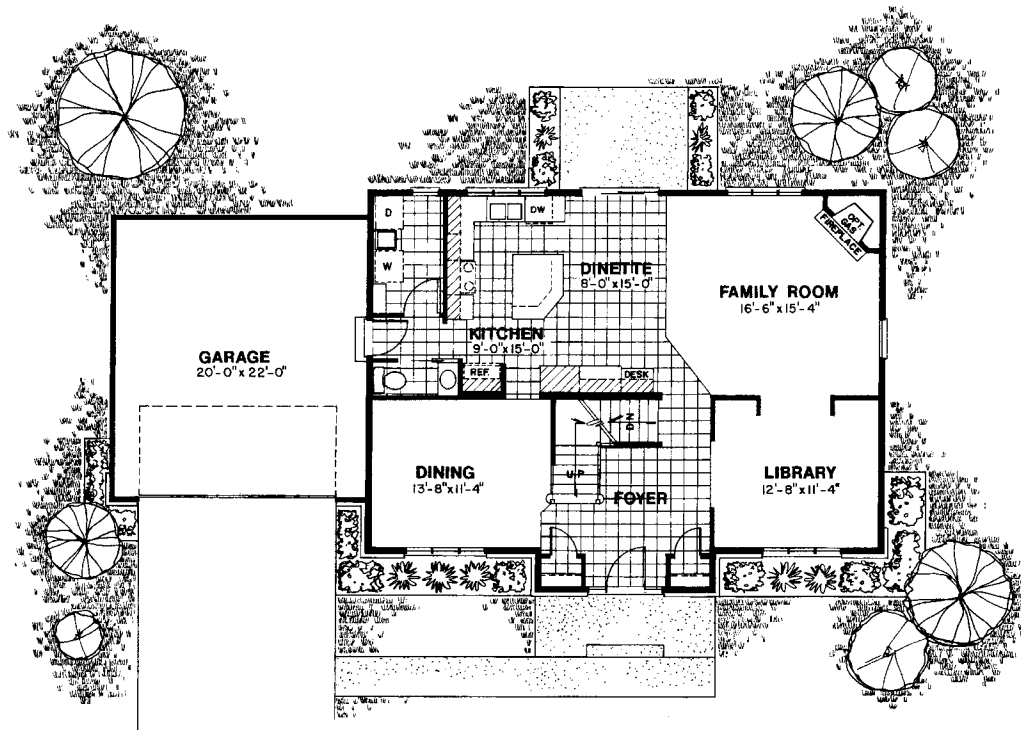 D
W
DW
OPT.
GAS
FIREPLACE
DINETTE
8'-0"x15'-0"
FAMILY ROOM
16'-6"x15'-4"
KITCHEN
9'-0"x15'-0"
GARAGE
20'-0"x22'-0"
REF.
DESK
DN
UP
DINING
13'-8"x11'-4"
FOYER
LIBRARY
12'-8"x11'-4"